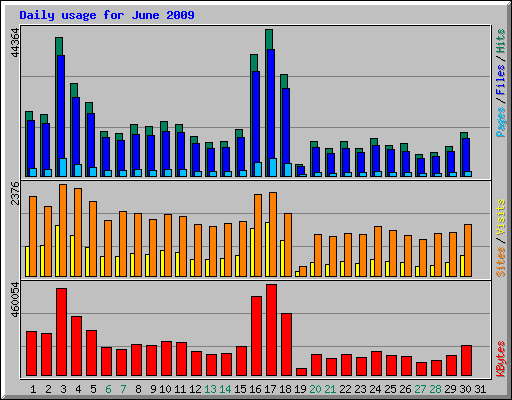 Daily usage for June 2009
44364
Pages / Files / Hits
2376
Sites / Visits
460054
KBytes
1 2 3 4 5 6 7 8 9 10 11 12 13 14 15 16 17 18 19 20 21 22 23 24 25 26 27 28 29 30 31